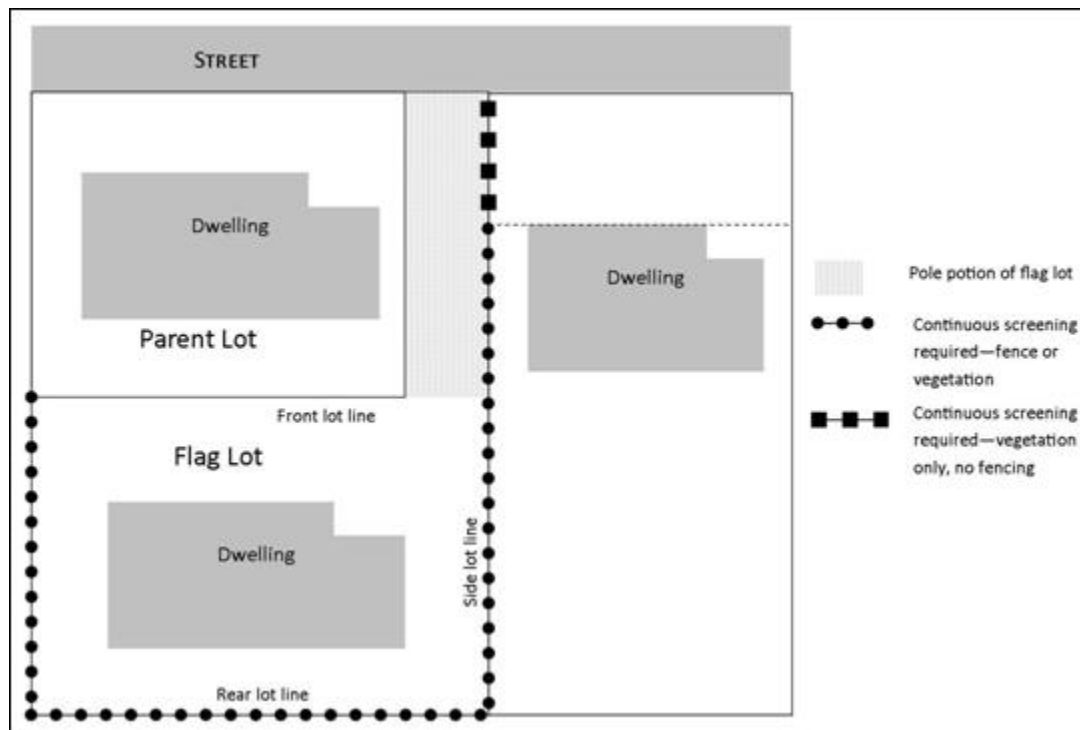 STREET
Dwelling
Parent Lot
Front lot line
Flag Lot
Dwelling
Side lot line
Rear lot line
Dwelling
Pole potion of flag lot
Continuous screening
required—fence or
vegetation
Continuous screening
required—vegetation
only, no fencing